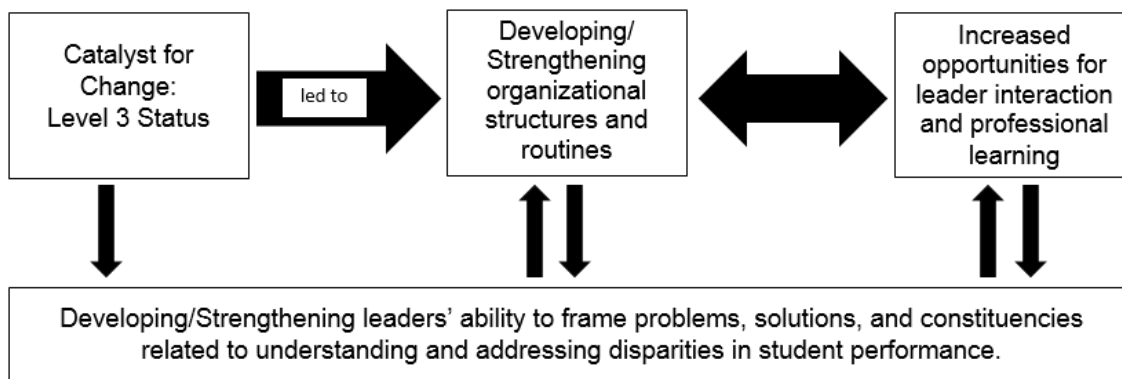 Catalyst for
Change:
Level 3 Status
led to
Developing/
Strengthening
organizational
structures and
routines
Increased
opportunities for
leader interaction
and professional
learning
Developing/Strengthening leaders’ ability to frame problems, solutions, and constituencies
related to understanding and addressing disparities in student performance.